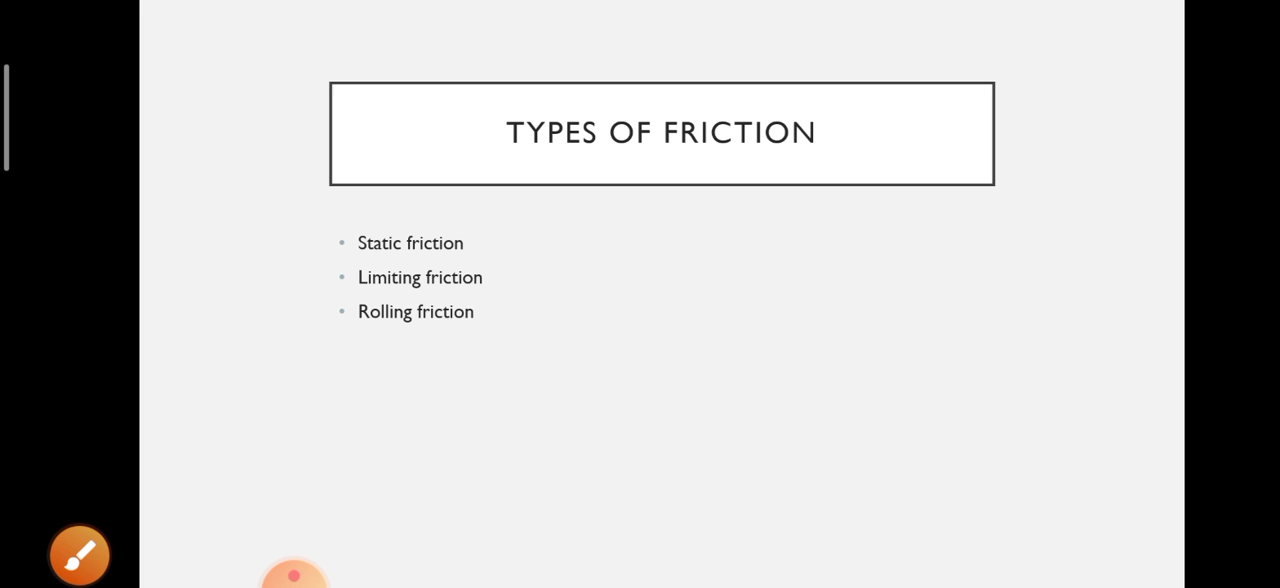 TYPES OF FRICTION
Static friction
Limiting friction
Rolling friction